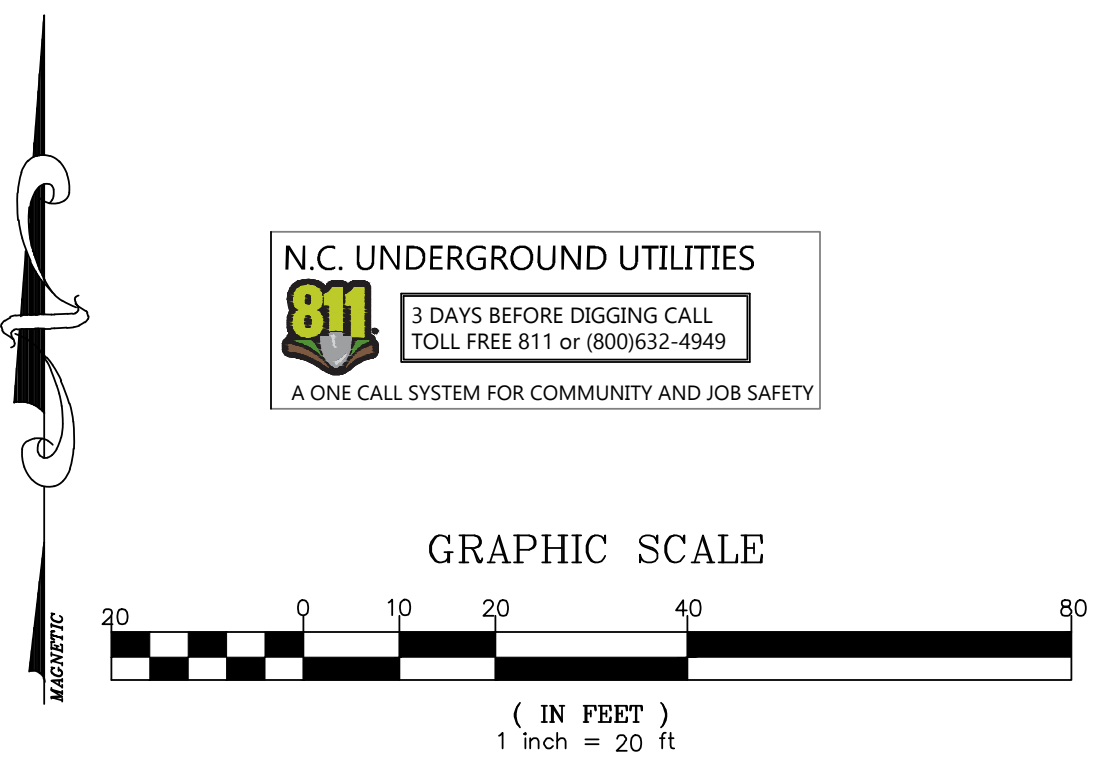 N.C. UNDERGROUND UTILITIES
811
3 DAYS BEFORE DIGGING CALL
TOLL FREE 811 or (800)632-4949
A ONE CALL SYSTEM FOR COMMUNITY AND JOB SAFETY
GRAPHIC SCALE
20 0 10 20 40 80
MAGNETIC
( IN FEET )
1 inch = 20 ft